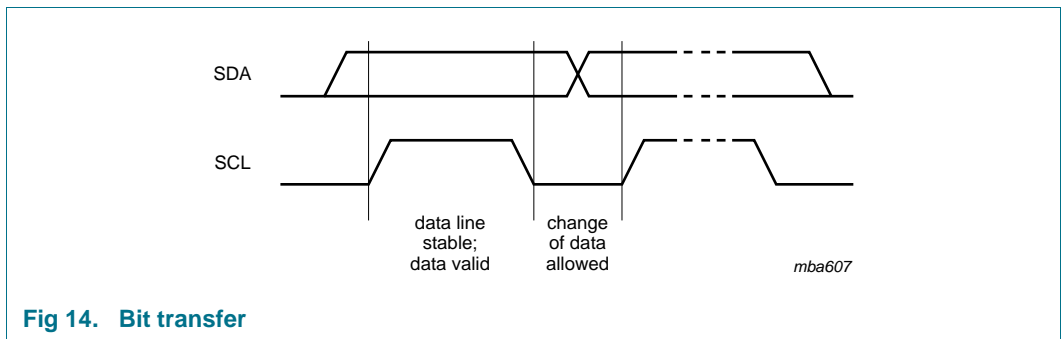 SDA
SCL
data line
stable;
data valid
change
of data
allowed
mba607
Fig 14. Bit transfer